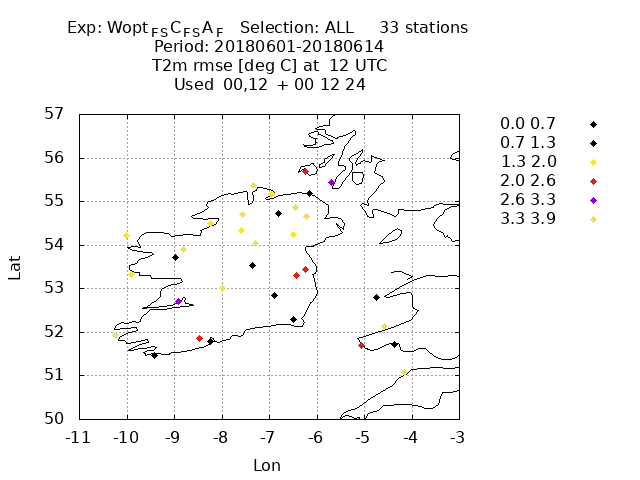 Exp: Wopt_FS C_FS A_F   Selection: ALL     33 stations
Period: 20180601-20180614
T2m rmse [deg C] at  12 UTC
Used  00,12  + 00 12 24
57
56
55
54
53
52
51
50
Lat
-11 -10 -9 -8 -7 -6 -5 -4 -3
Lon
0.0 0.7
0.7 1.3
1.3 2.0
2.0 2.6
2.6 3.3
3.3 3.9